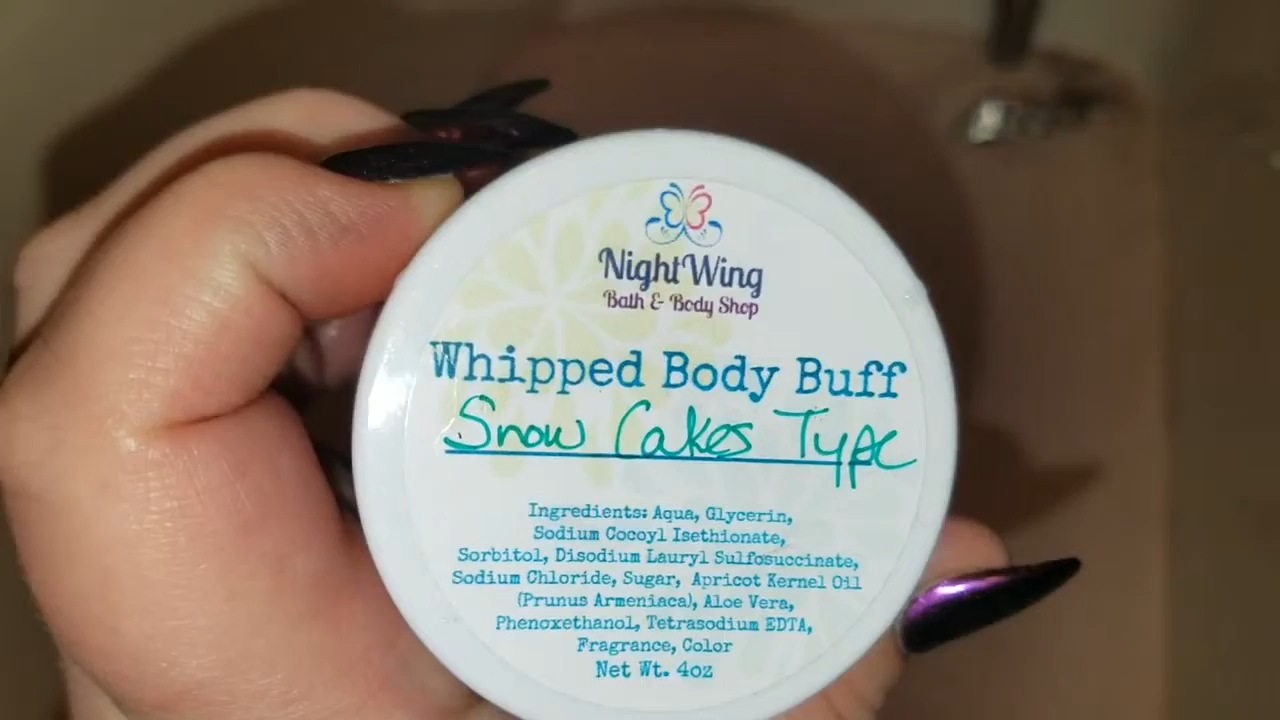 NightWing
Bath & Body Shop
Whipped Body Buff
Snow Cakes Type
Ingredients: Aqua, Glycerin,
Sodium Cocoyl Isethionate,
Sorbitol, Disodium Lauryl Sulfosuccinate,
Sodium Chloride, Sugar, Apricot Kernel Oil
(Prunus Armeniaca), Aloe Vera,
Phenoxethanol, Tetrasodium EDTA,
Fragrance, Color
Net Wt. 4oz